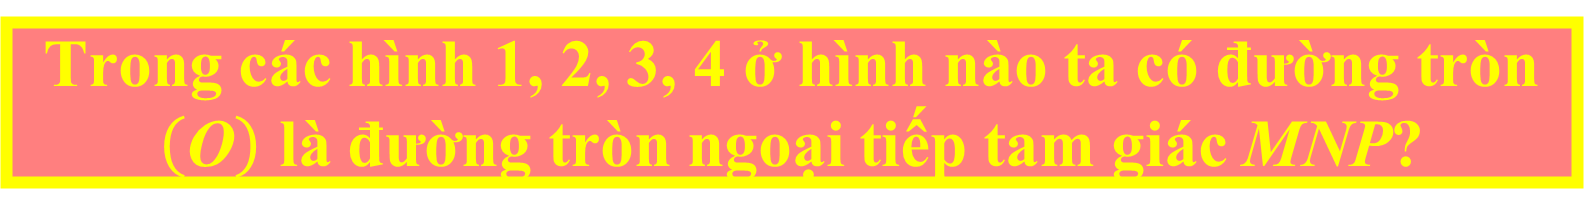 Trong các hình 1, 2, 3, 4 ở hình nào ta có đường tròn
(O) là đường tròn ngoại tiếp tam giác MNP?